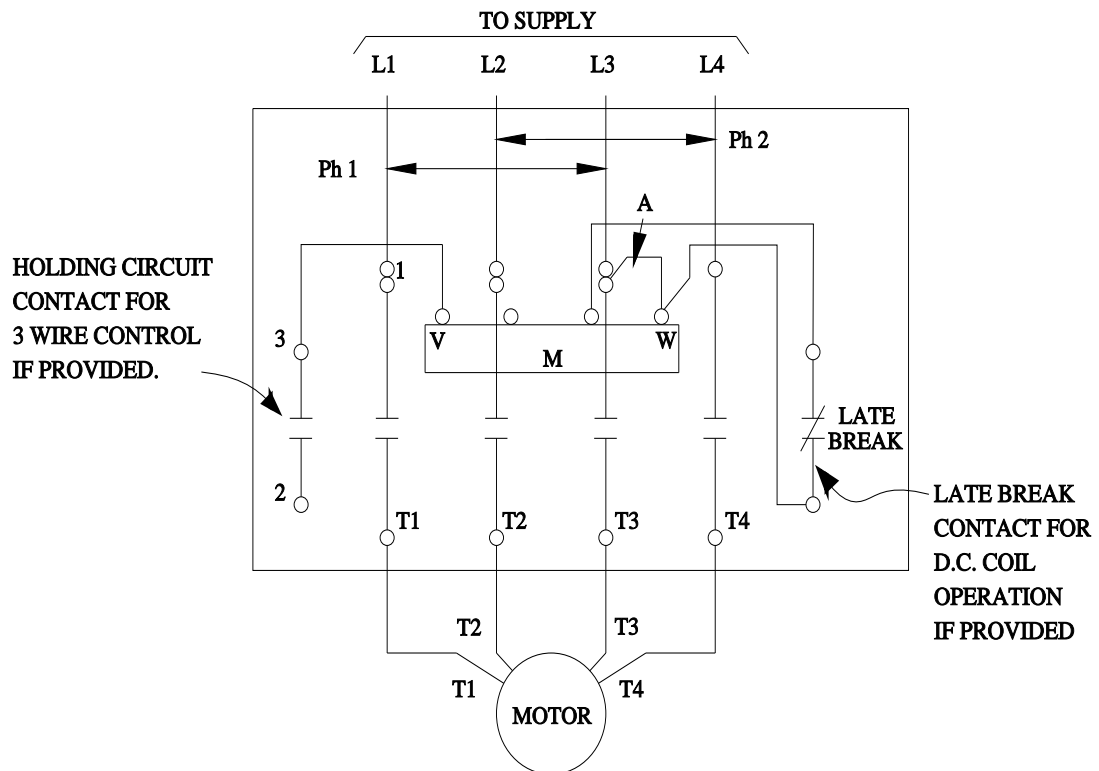 TO SUPPLY
L1 L2 L3 L4
Ph 2
Ph 1
A
HOLDING CIRCUIT
CONTACT FOR
3 WIRE CONTROL
IF PROVIDED.
1
3
V
W
M
LATE
BREAK
2
T1 T2 T3 T4
LATE BREAK
CONTACT FOR
D.C. COIL
OPERATION
IF PROVIDED
T2 T3
T1 T4
MOTOR